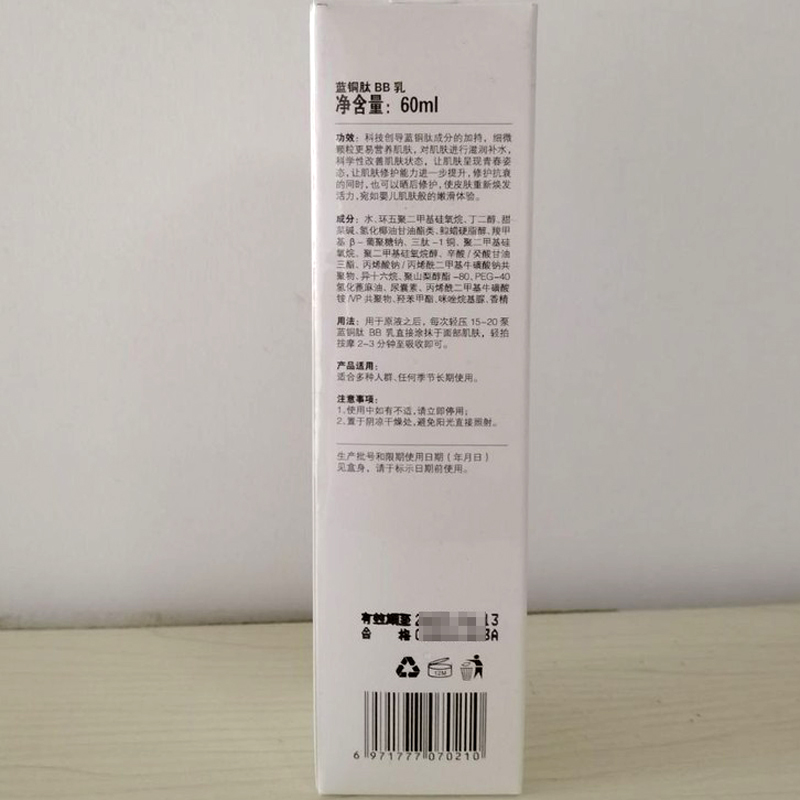 蓝铜肽 BB 乳
净含量：60ml
功效：科技创导蓝铜肽成分的加持，细微
颗粒更易营养肌肤，对肌肤进行滋润补水，
科学性改善肌肤状态，让肌肤呈现青春姿
态，让肌肤修护能力进一步提升，修护抗衰
的同时，也可以晒后修护，使皮肤重新焕发
活力，宛如婴儿肌肤般的嫩滑体验。
成分：水、环五聚二甲基硅氧烷、丁二醇、甜
菜碱、氢化椰油甘油酯类、鲸蜡硬脂醇、羧甲
基 β-葡聚糖钠、三肽-1 铜、聚二甲基硅
氧烷、聚二甲基硅氧烷醇、辛酸/癸酸甘油
三酯、丙烯酸钠/丙烯酰二甲基牛磺酸钠共
聚物、异十六烷、聚山梨醇酯-80、PEG-40
氢化蓖麻油、尿囊素、丙烯酰二甲基牛磺酸
铵/VP 共聚物、羟苯甲酯、咪唑烷基脲、香精
用法：用于原液之后，每次轻压 15-20 泵
蓝铜肽 BB 乳直接涂抹于面部肌肤，轻拍
按摩 2-3 分钟至吸收即可。
产品适用：
适合多种人群、任何季节长期使用。
注意事项：
1.使用中如有不适，请立即停用；
2.置于阴凉干燥处，避免阳光直接照射。
生产批号和限期使用日期（年月日）
见盒身，请于标示日期前使用。
有效期至 2 13
合格 3A
12M
6 971777 070210